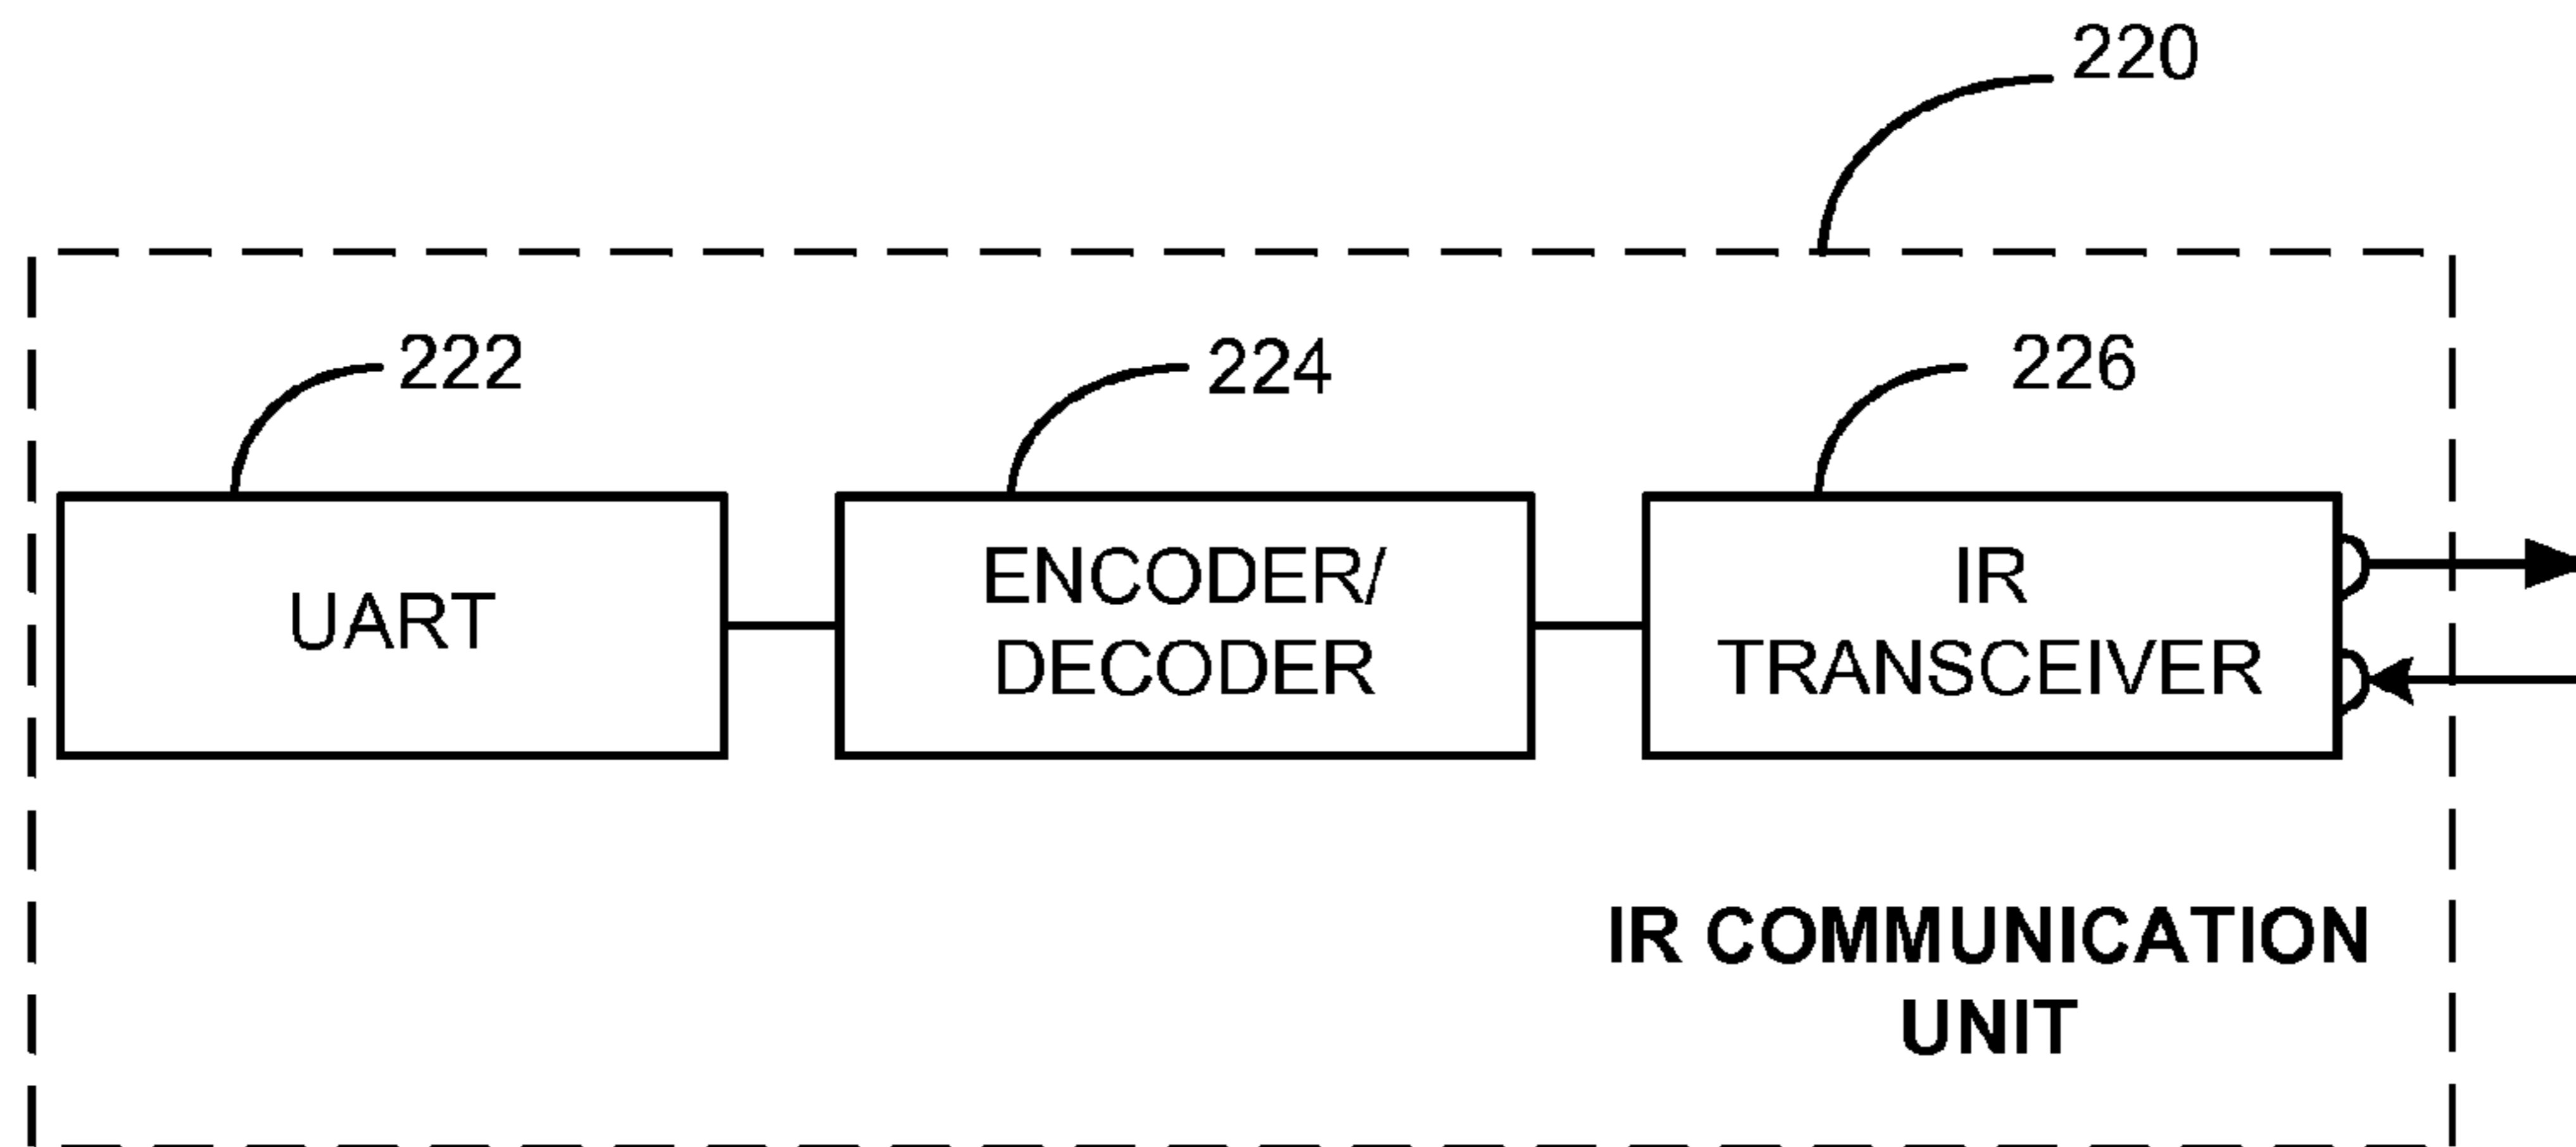 220
222
224
226
UART
ENCODER/
DECODER
IR
TRANSCEIVER
IR COMMUNICATION
UNIT